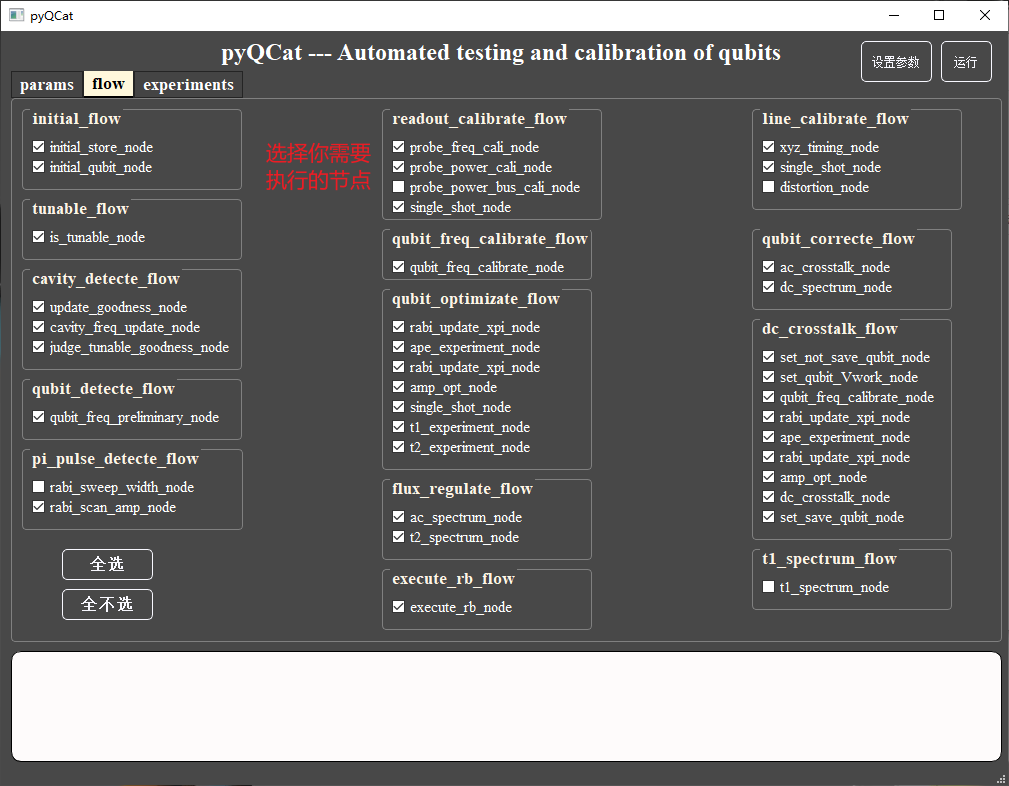 pyQCat
pyQCat --- Automated testing and calibration of qubits
设置参数
运行
params
flow
experiments
initial_flow
initial_store_node
initial_qubit_node
tunable_flow
is_tunable_node
cavity_detecte_flow
update_goodness_node
cavity_freq_update_node
judge_tunable_goodness_node
qubit_detecte_flow
qubit_freq_preliminary_node
pi_pulse_detecte_flow
rabi_sweep_width_node
rabi_scan_amp_node
全选
全不选
选择你需要
执行的节点
readout_calibrate_flow
probe_freq_cali_node
probe_power_cali_node
probe_power_bus_cali_node
single_shot_node
qubit_freq_calibrate_flow
qubit_freq_calibrate_node
qubit_optimizate_flow
rabi_update_xpi_node
ape_experiment_node
rabi_update_xpi_node
amp_opt_node
single_shot_node
t1_experiment_node
t2_experiment_node
flux_regulate_flow
ac_spectrum_node
t2_spectrum_node
execute_rb_flow
execute_rb_node
line_calibrate_flow
xyz_timing_node
single_shot_node
distortion_node
qubit_correcte_flow
ac_crosstalk_node
dc_spectrum_node
dc_crosstalk_flow
set_not_save_qubit_node
set_qubit_Vwork_node
qubit_freq_calibrate_node
rabi_update_xpi_node
ape_experiment_node
rabi_update_xpi_node
amp_opt_node
dc_crosstalk_node
set_save_qubit_node
t1_spectrum_flow
t1_spectrum_node